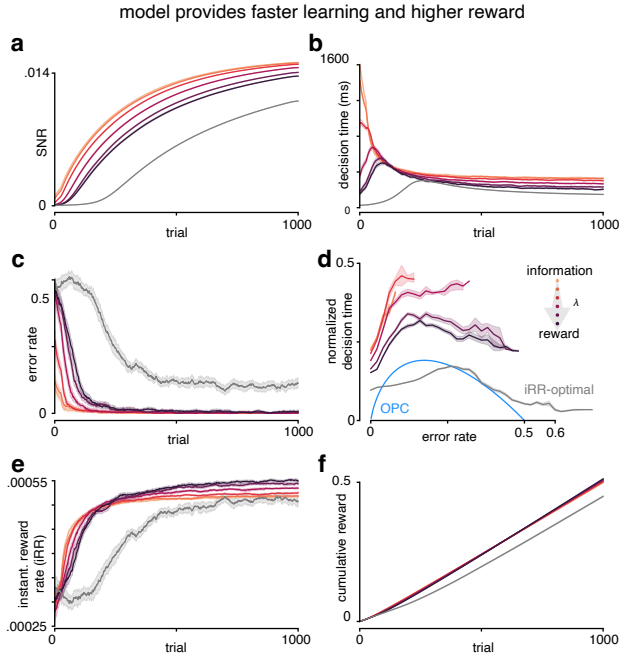 model provides faster learning and higher reward
a
.014
SNR
0
0
trial
1000
b
1600
decision time (ms)
0
0
trial
1000
c
0.5
error rate
0
0
trial
1000
d
0.5
normalized
decision time
0
0
error rate
0.5
0.6
information
λ
reward
iRR-optimal
OPC
e
.00055
instant. reward
rate (iRR)
.00025
0
trial
1000
f
0.5
cumulative reward
0
0
trial
1000